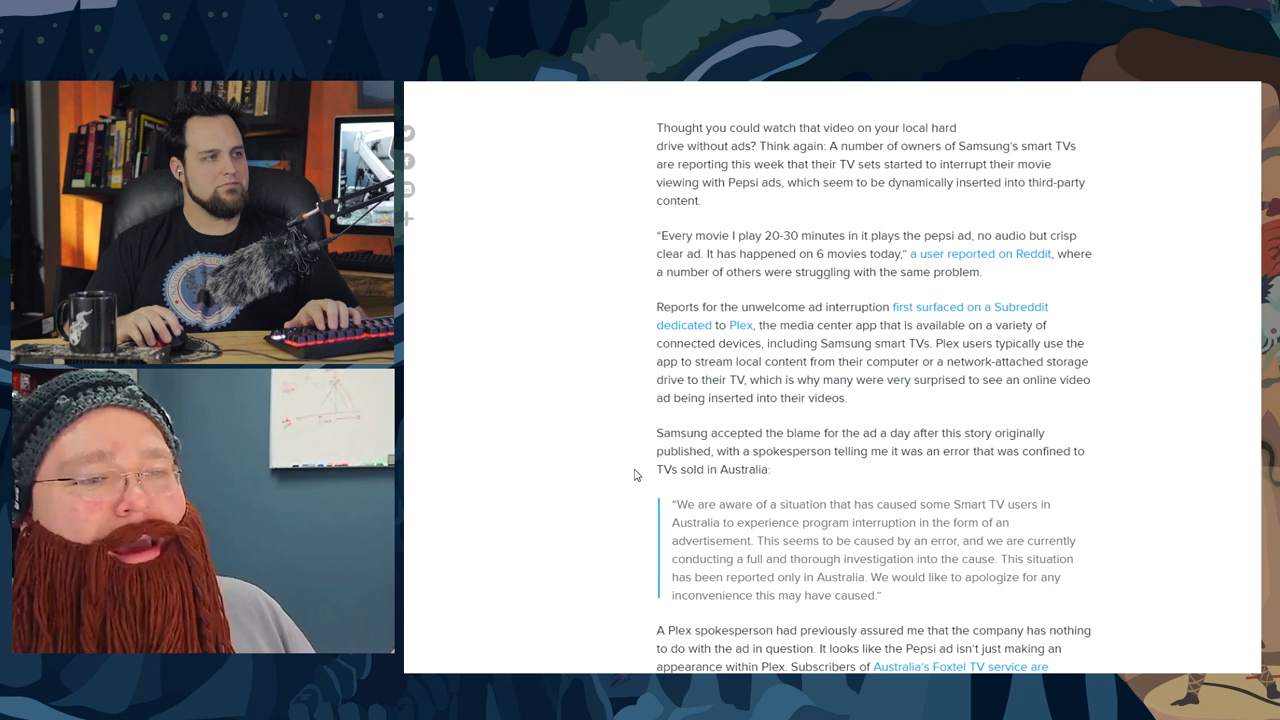 Thought you could watch that video on your local hard
drive without ads? Think again: A number of owners of Samsung's smart TVs
are reporting this week that their TV sets started to interrupt their movie
viewing with Pepsi ads, which seem to be dynamically inserted into third-party
content.
“Every movie I play 20-30 minutes in it plays the pepsi ad, no audio but crisp
clear ad. It has happened on 6 movies today,” a user reported on Reddit, where
a number of others were struggling with the same problem.
Reports for the unwelcome ad interruption first surfaced on a Subreddit
dedicated to Plex, the media center app that is available on a variety of
connected devices, including Samsung smart TVs. Plex users typically use the
app to stream local content from their computer or a network-attached storage
drive to their TV, which is why many were very surprised to see an online video
ad being inserted into their videos.
Samsung accepted the blame for the ad a day after this story originally
published, with a spokesperson telling me it was an error that was confined to
TVs sold in Australia:
“We are aware of a situation that has caused some Smart TV users in
Australia to experience program interruption in the form of an
advertisement. This seems to be caused by an error, and we are currently
conducting a full and thorough investigation into the cause. This situation
has been reported only in Australia. We would like to apologize for any
inconvenience this may have caused.”
A Plex spokesperson had previously assured me that the company has nothing
to do with the ad in question. It looks like the Pepsi ad isn't just making an
appearance within Plex. Subscribers of Australia's Foxtel TV service are